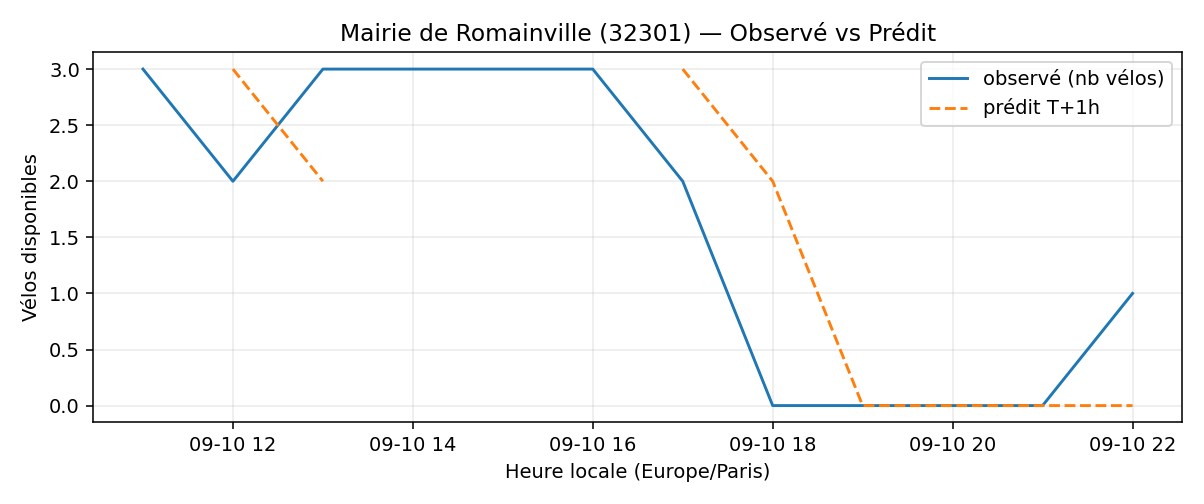 Mairie de Romainville (32301) — Observé vs Prédit
observé (nb vélos)
prédit T+1h
Vélos disponibles
3.0
2.5
2.0
1.5
1.0
0.5
0.0
09-10 12
09-10 14
09-10 16
09-10 18
09-10 20
09-10 22
Heure locale (Europe/Paris)